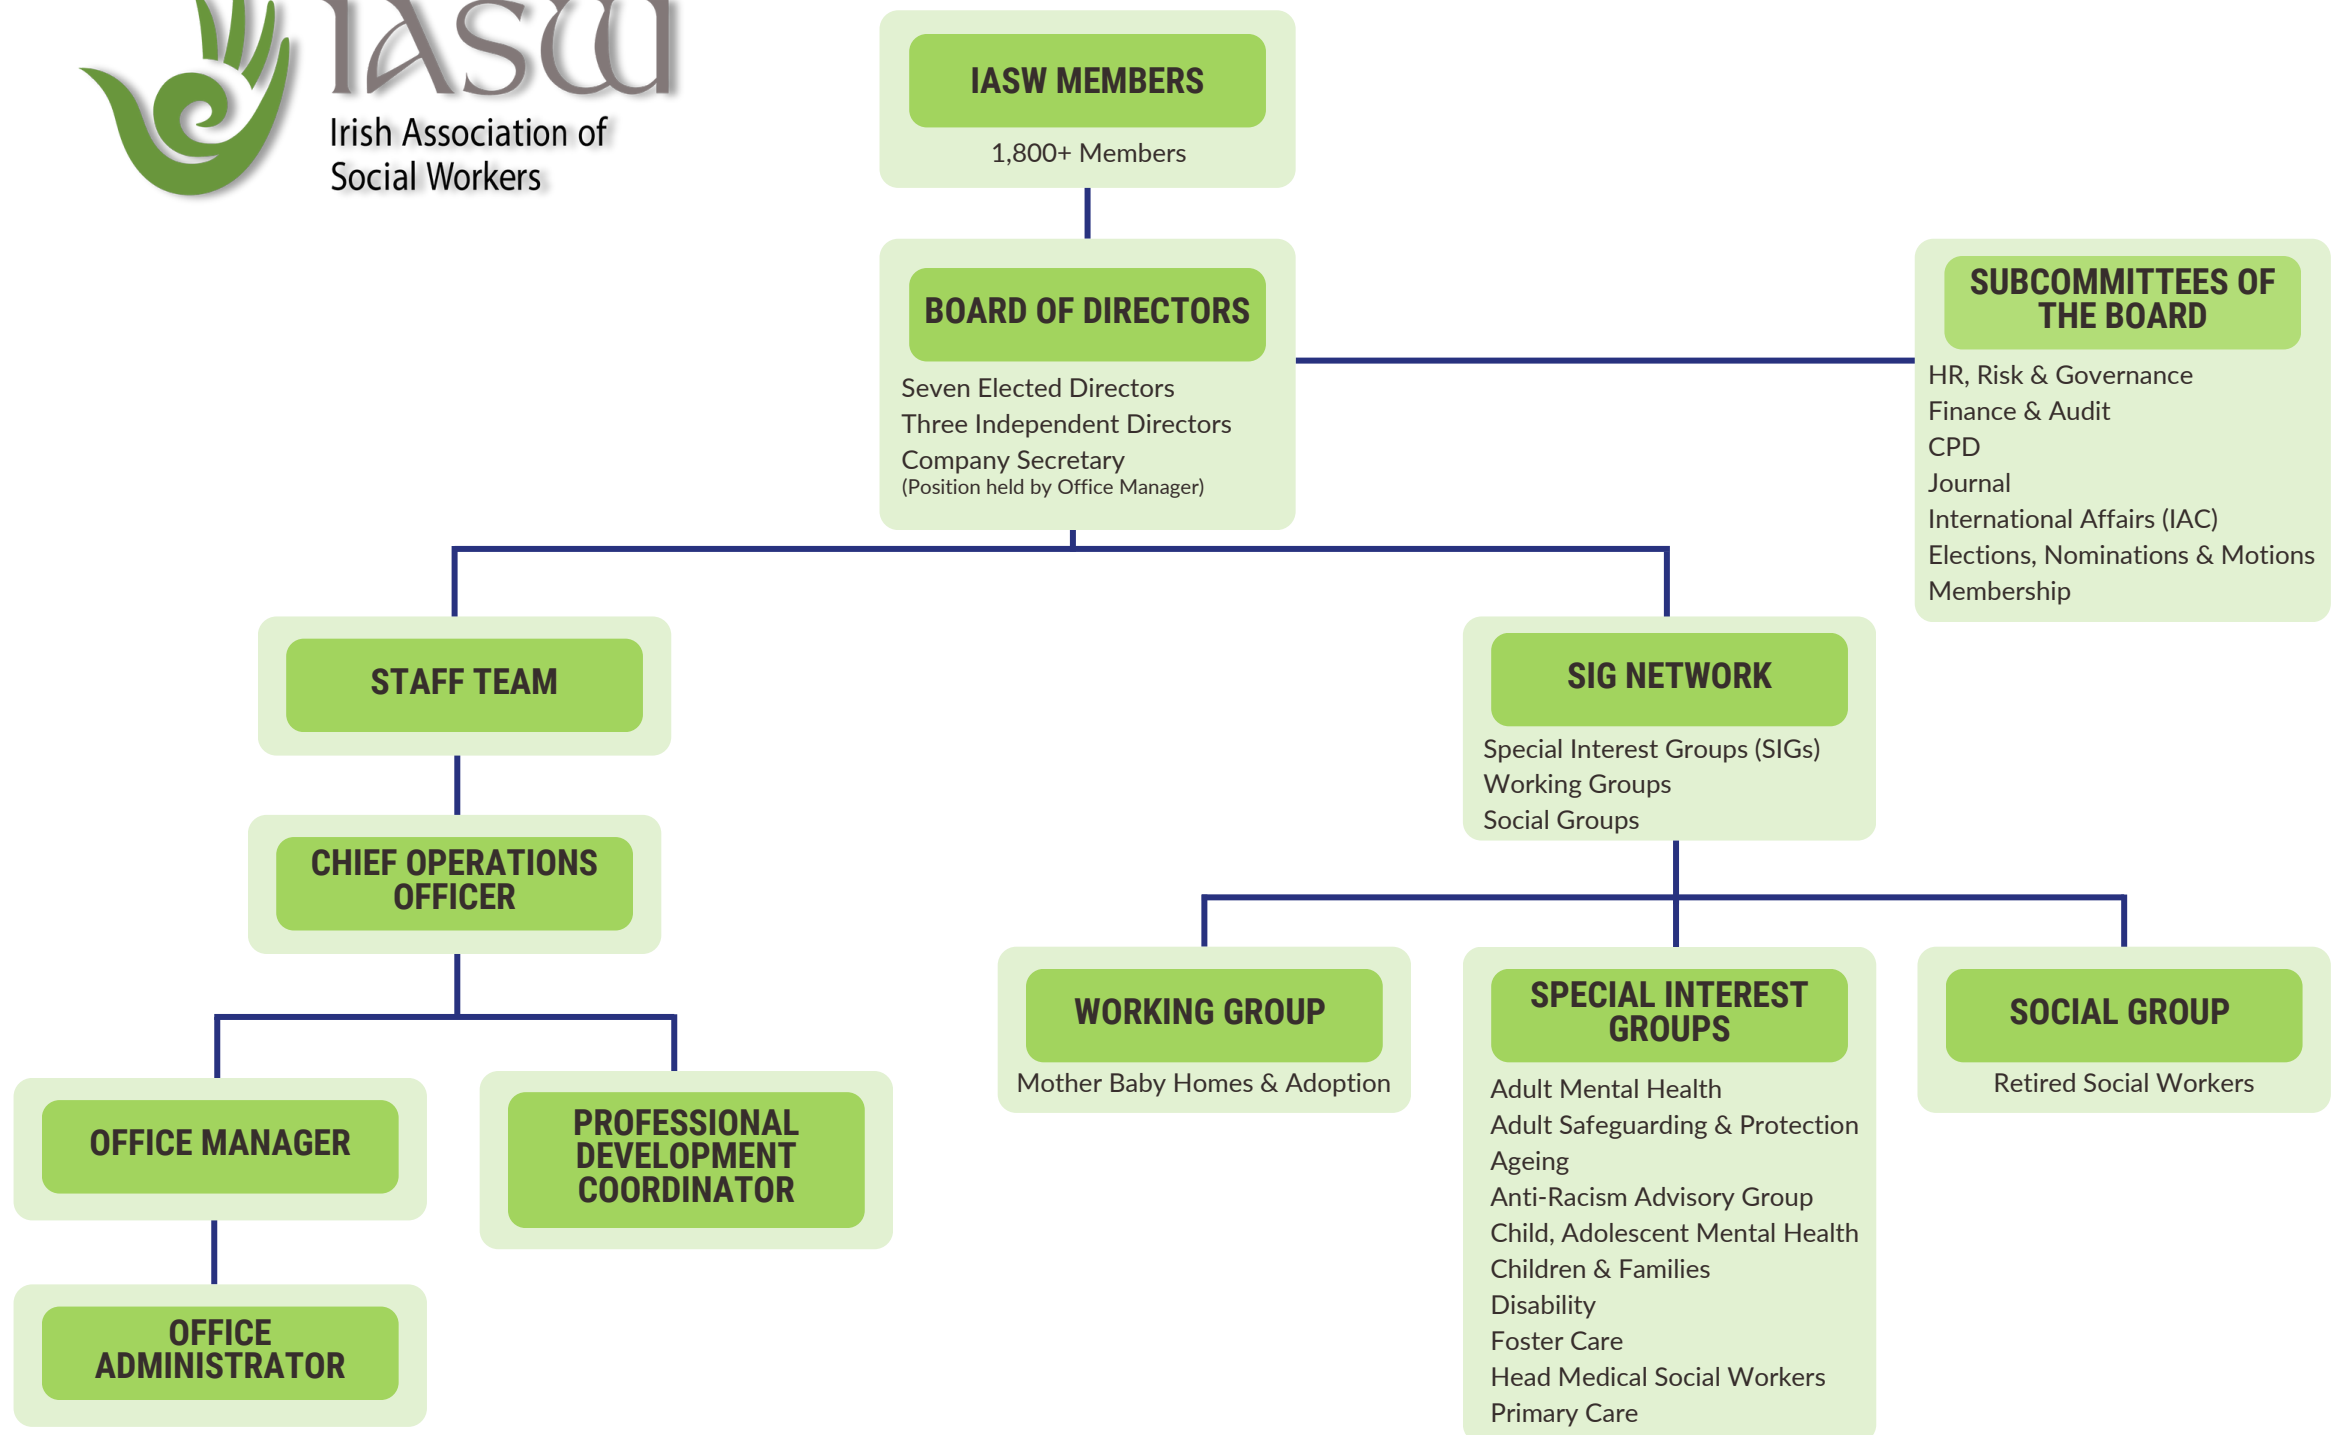 IASW
Irish Association of
Social Workers
IASW MEMBERS
1,800+ Members
BOARD OF DIRECTORS
Seven Elected Directors
Three Independent Directors
Company Secretary
(Position held by Office Manager)
SUBCOMMITTEES OF
THE BOARD
HR, Risk & Governance
Finance & Audit
CPD
Journal
International Affairs (IAC)
Elections, Nominations & Motions
Membership
STAFF TEAM
SIG NETWORK
Special Interest Groups (SIGs)
Working Groups
Social Groups
CHIEF OPERATIONS
OFFICER
OFFICE MANAGER
PROFESSIONAL
DEVELOPMENT
COORDINATOR
OFFICE
ADMINISTRATOR
WORKING GROUP
Mother Baby Homes & Adoption
SPECIAL INTEREST
GROUPS
Adult Mental Health
Adult Safeguarding & Protection
Ageing
Anti-Racism Advisory Group
Child, Adolescent Mental Health
Children & Families
Disability
Foster Care
Head Medical Social Workers
Primary Care
SOCIAL GROUP
Retired Social Workers